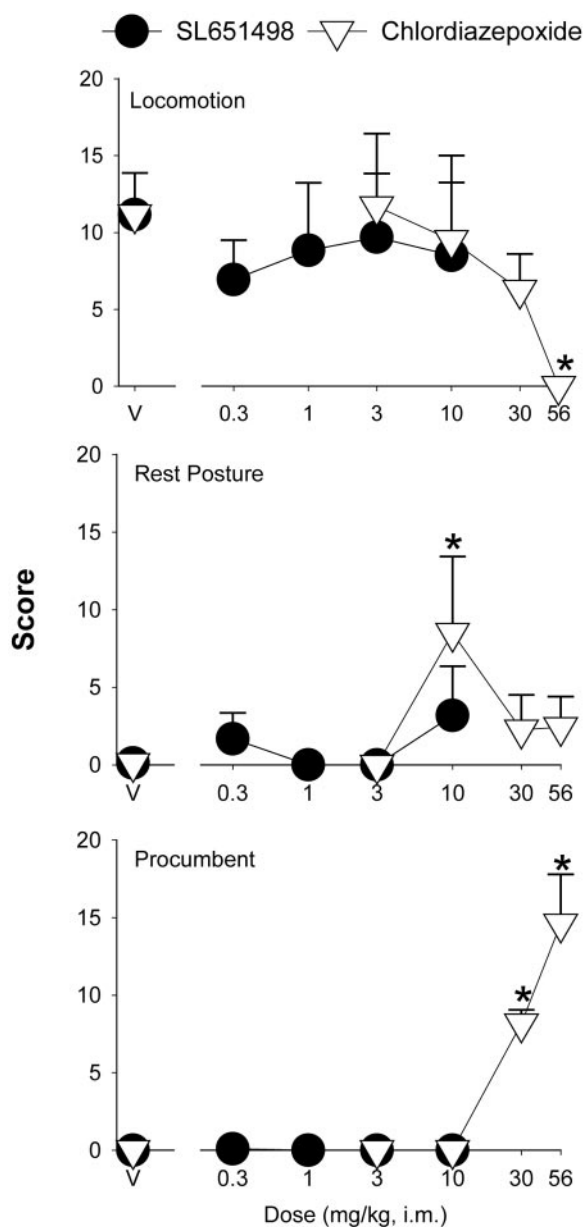 SL651498 Chlordiazepoxide
20
Locomotion
15
10
5
*
0
V 0.3 1 3 10 30 56
20
Rest Posture
*
15
10
5
0
V 0.3 1 3 10 30 56
Score
20
Procumbent
*
15
10
*
5
0
V 0.3 1 3 10 30 56
Dose (mg/kg, i.m.)